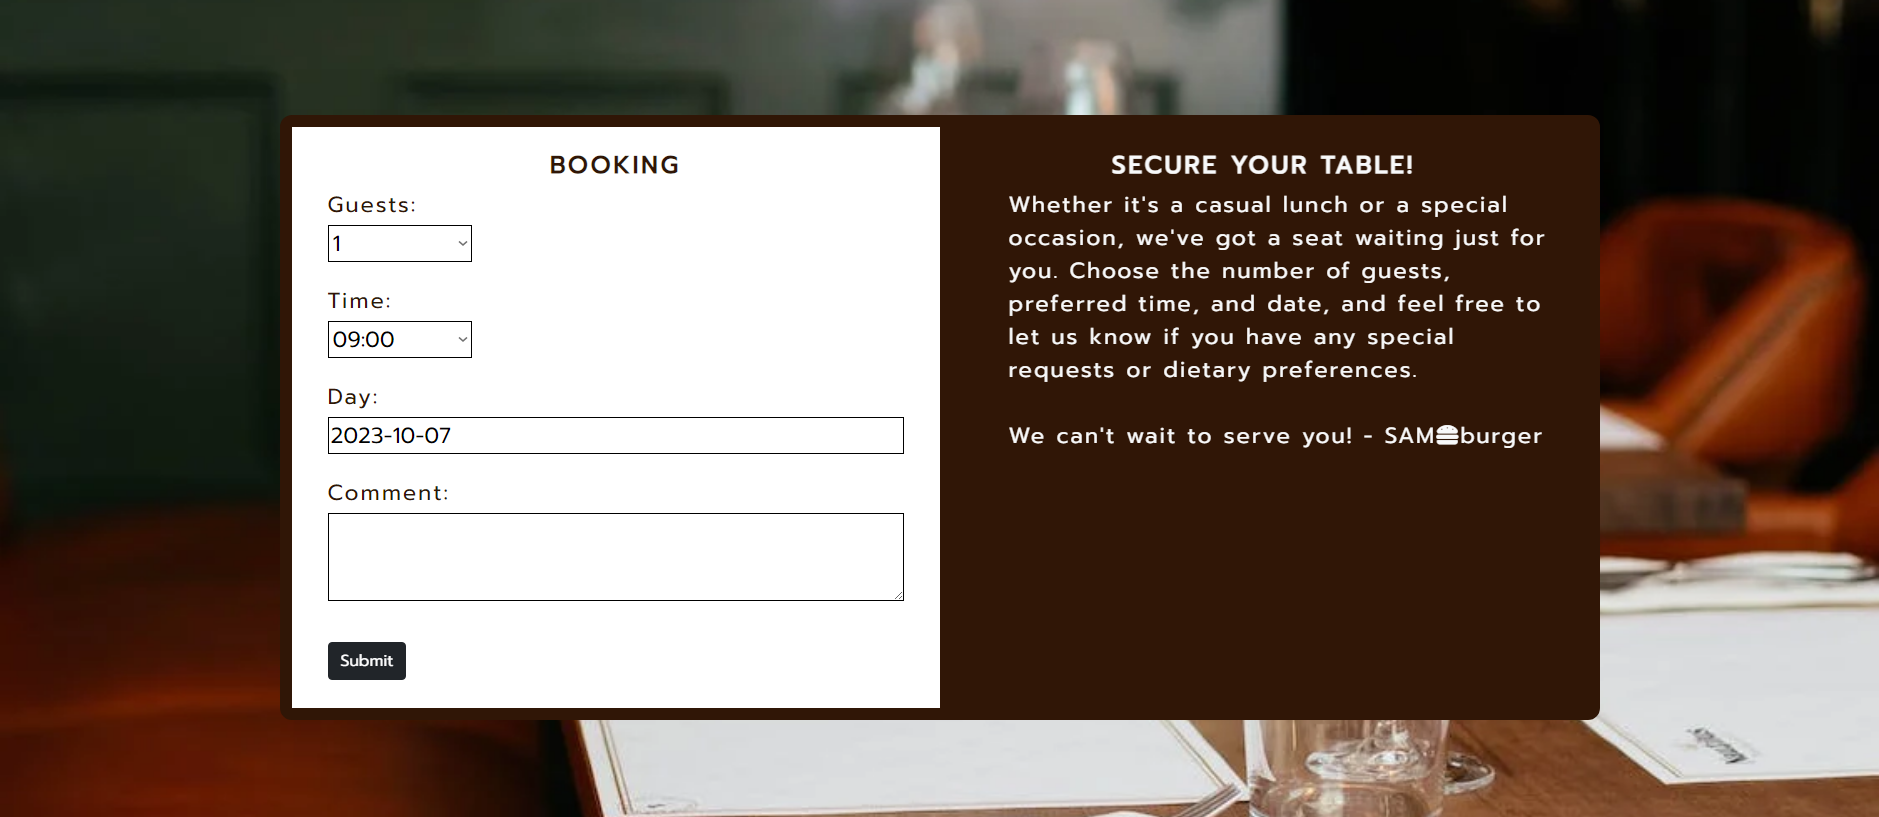 BOOKING
Guests:
1
Time:
09:00
Day:
2023-10-07
Comment:
Submit
SECURE YOUR TABLE!
Whether it's a casual lunch or a special
occasion, we've got a seat waiting just for
you. Choose the number of guests,
preferred time, and date, and feel free to
let us know if you have any special
requests or dietary preferences.
We can't wait to serve you! - SAM🍔burger